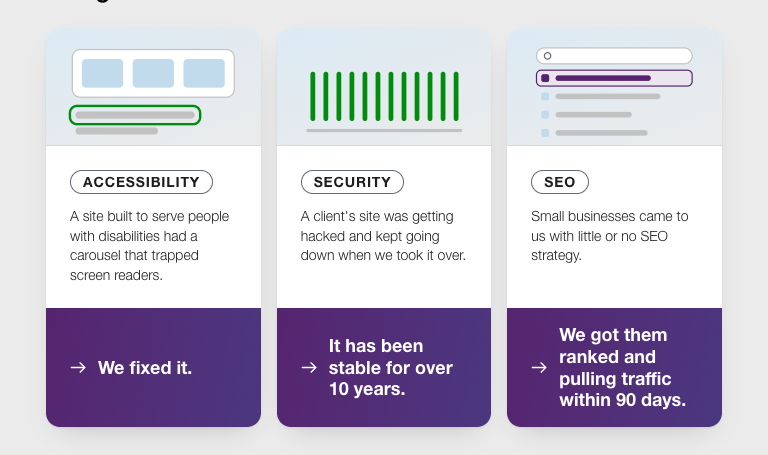 ACCESSIBILITY
A site built to serve people
with disabilities had a
carousel that trapped
screen readers.
→ We fixed it.
SECURITY
A client's site was getting
hacked and kept going
down when we took it over.
→ It has been
stable for over
10 years.
SEO
Small businesses came to
us with little or no SEO
strategy.
→ We got them
ranked and
pulling traffic
within 90 days.